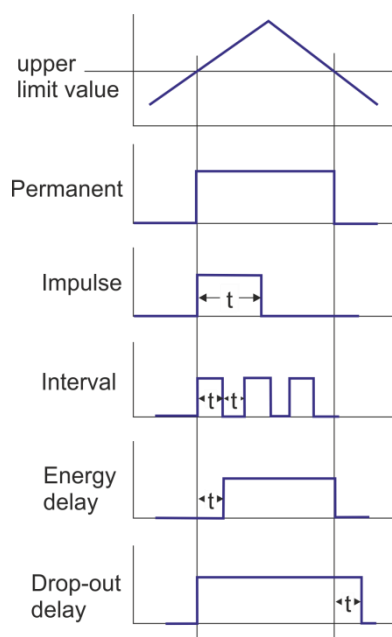 upper
limit value
Permanent
Impulse
t
Interval
t t
Energy
delay
t
Drop-out
delay
t